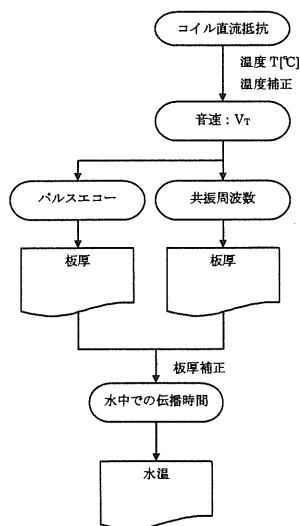 コイル直流抵抗
温度 T[℃]
温度補正
音速：VT
パルスエコー
共振周波数
板厚
板厚
板厚補正
水中での伝播時間
水温